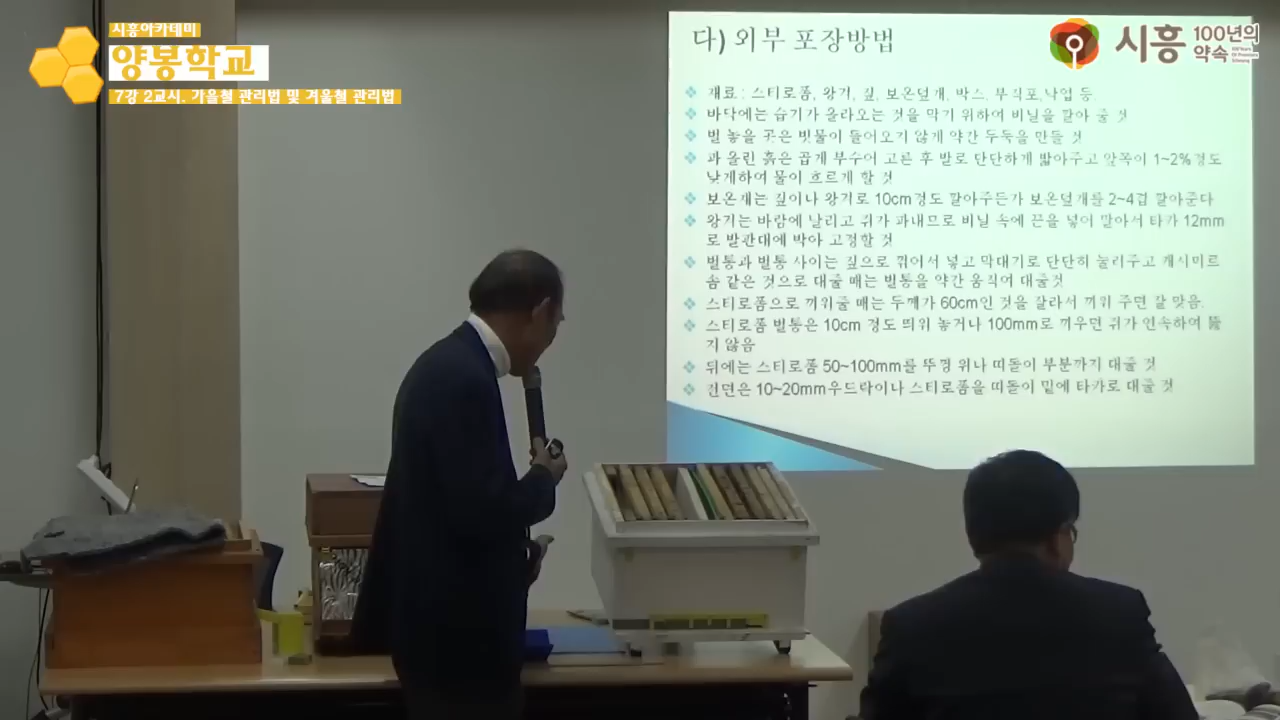 시흥아카데미
양봉학교
7강 2교시. 가을철 관리법 및 겨울철 관리법
시흥 100년의 약속
다) 외부 포장방법
재료 : 스티로폼, 왕겨, 짚, 보온덮개, 박스, 부직포,낙엽 등
바닥에는 습기가 올라오는 것을 막기 위하여 비닐을 깔아 줄 것
벌 놓을 곳은 빗물이 들어오기 않게 약간 두둑을 만들 것
파 올린 흙은 곱게 부수어 고른 후 발로 단단하게 밟아주고 앞쪽이 1~2%정도
낮게하여 물이 흐르게 할 것
보온재는 짚이나 왕겨로 10cm정도 깔아주든가 보온덮개를 2~4겹 깔아준다
왕겨는 바람에 날리고 쥐가 파내므로 비닐 속에 끈을 넣어 말아서 타카 12mm
로 발판대에 박아 고정할 것
벌통과 벌통 사이는 짚으로 꺾어서 넣고 막대기로 단단히 눌러주고 캐시미르
솜 같은 것으로 대줄 때는 벌통을 약간 움직여 대줄것
스티로폼으로 끼워줄 때는 두께가 60cm인 것을 잘라서 끼워 주면 잘 맞음.
스티로폼 벌통은 10cm 정도 띄워 놓거나 100mm로 끼우면 쥐가 연속하여 뚫
지 않음
뒤에는 스티로폼 50~100mm를 뚜껑 위나 띠돌이 부분까지 대줄 것
전면은 10~20mm우드락이나 스티로폼을 띠돌이 밑에 타카로 대줄 것